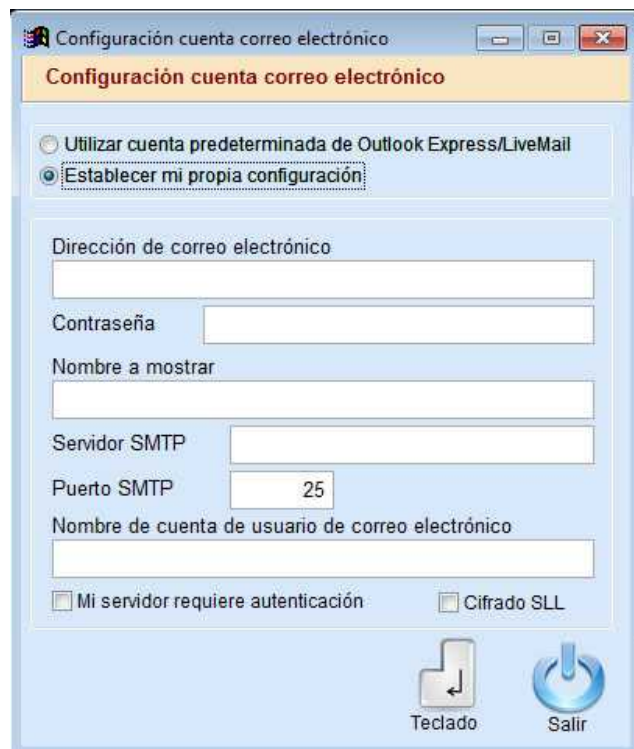 Configuración cuenta correo electrónico
Configuración cuenta correo electrónico
Utilizar cuenta predeterminada de Outlook Express/LiveMail
Establecer mi propia configuración
Dirección de correo electrónico
Contraseña
Nombre a mostrar
Servidor SMTP
Puerto SMTP 25
Nombre de cuenta de usuario de correo electrónico
Mi servidor requiere autenticación Cifrado SLL
Teclado Salir